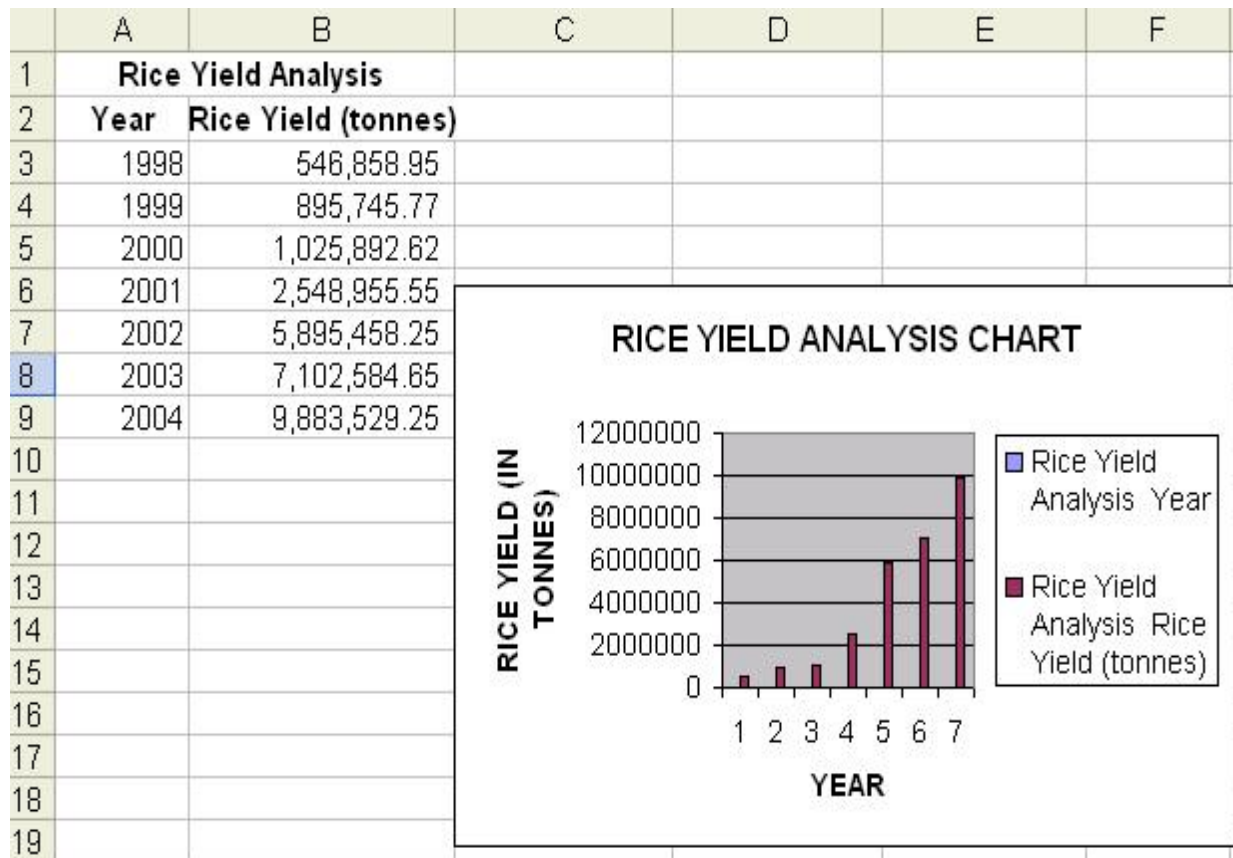 A B C D E F
1 Rice Yield Analysis
2 Year Rice Yield (tonnes)
3 1998 546,858.95
4 1999 895,745.77
5 2000 1,025,892.62
6 2001 2,548,955.55
7 2002 5,895,458.25
8 2003 7,102,584.65
9 2004 9,883,529.25
10
11
12
13
14
15
16
17
18
19
RICE YIELD ANALYSIS CHART
RICE YIELD (IN
TONNES)
12000000
10000000
8000000
6000000
4000000
2000000
0
1 2 3 4 5 6 7
YEAR
Rice Yield
Analysis Year
Rice Yield
Analysis Rice
Yield (tonnes)